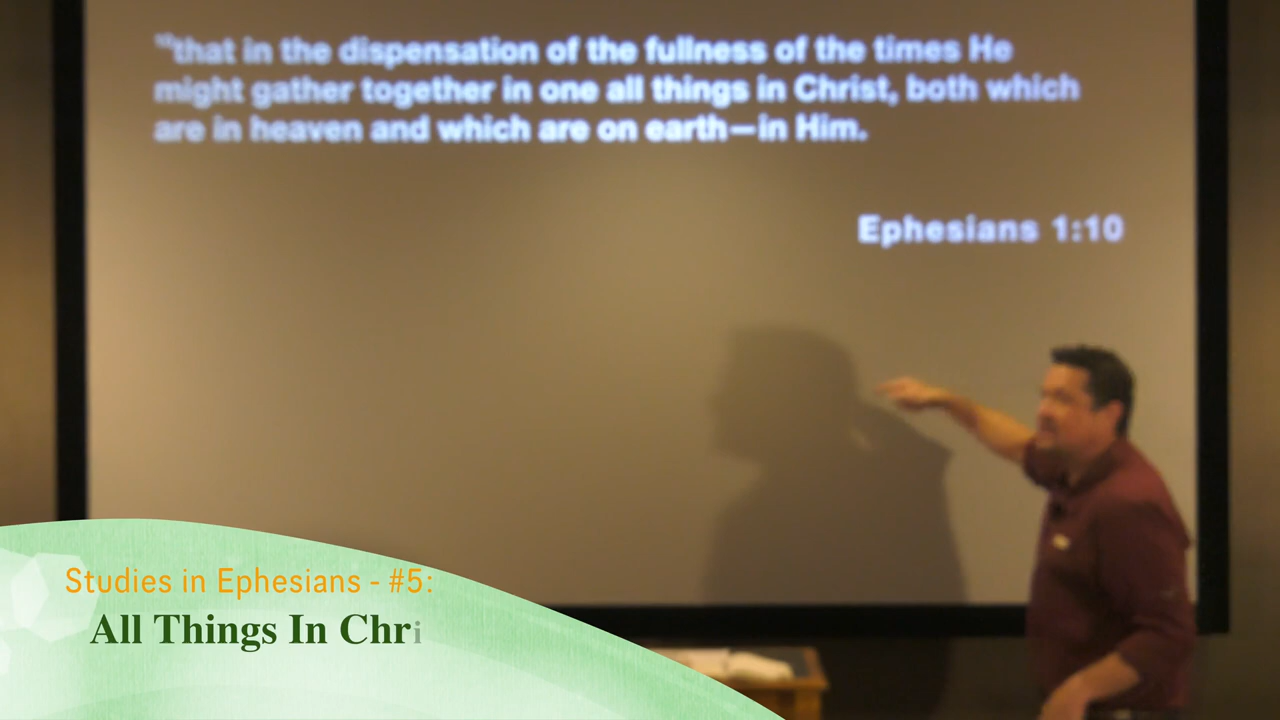 ¹⁰that in the dispensation of the fullness of the times He
might gather together in one all things in Christ, both which
are in heaven and which are on earth—in Him.
Ephesians 1:10
Studies in Ephesians - #5:
All Things In Chri